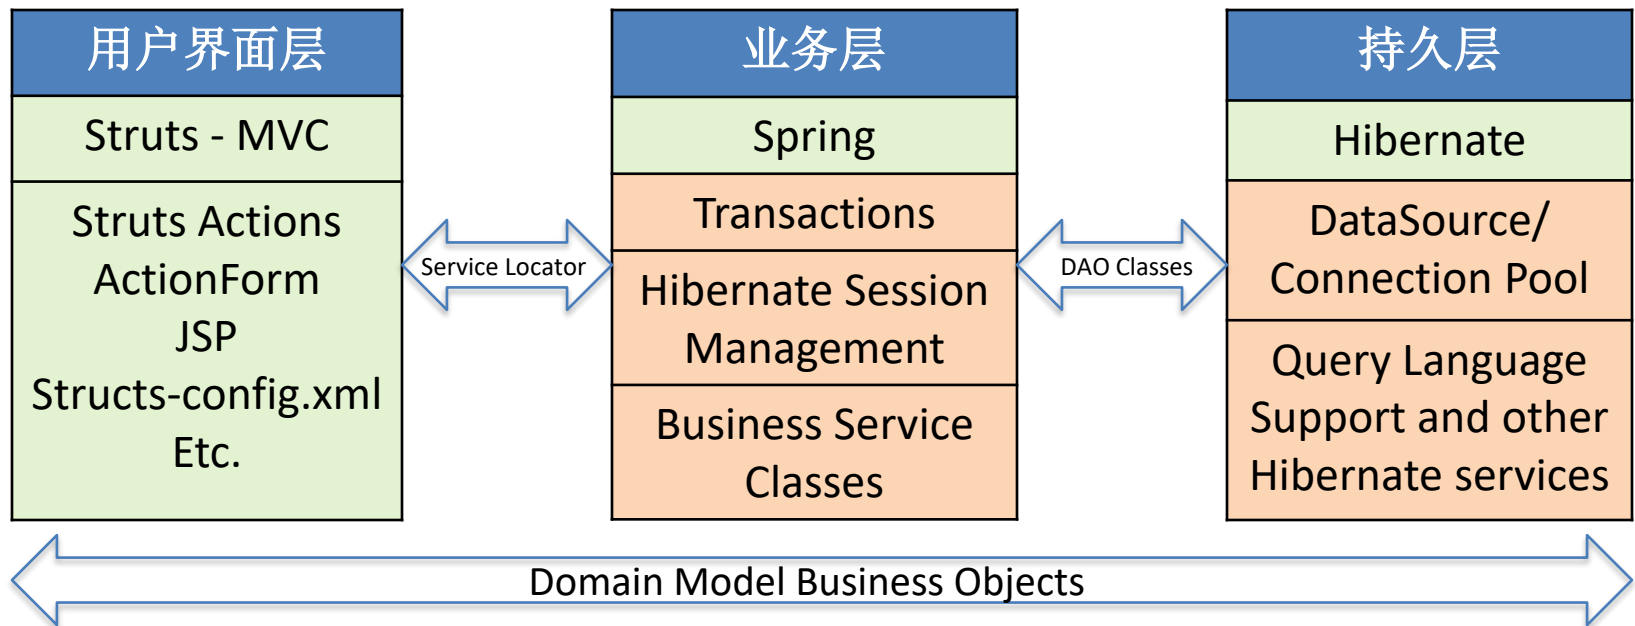 用户界面层
Struts - MVC
Struts Actions
ActionForm
JSP
Structs-config.xml
Etc.
Service Locator
业务层
Spring
Transactions
Hibernate Session
Management
Business Service
Classes
DAO Classes
持久层
Hibernate
DataSource/
Connection Pool
Query Language
Support and other
Hibernate services
Domain Model Business Objects